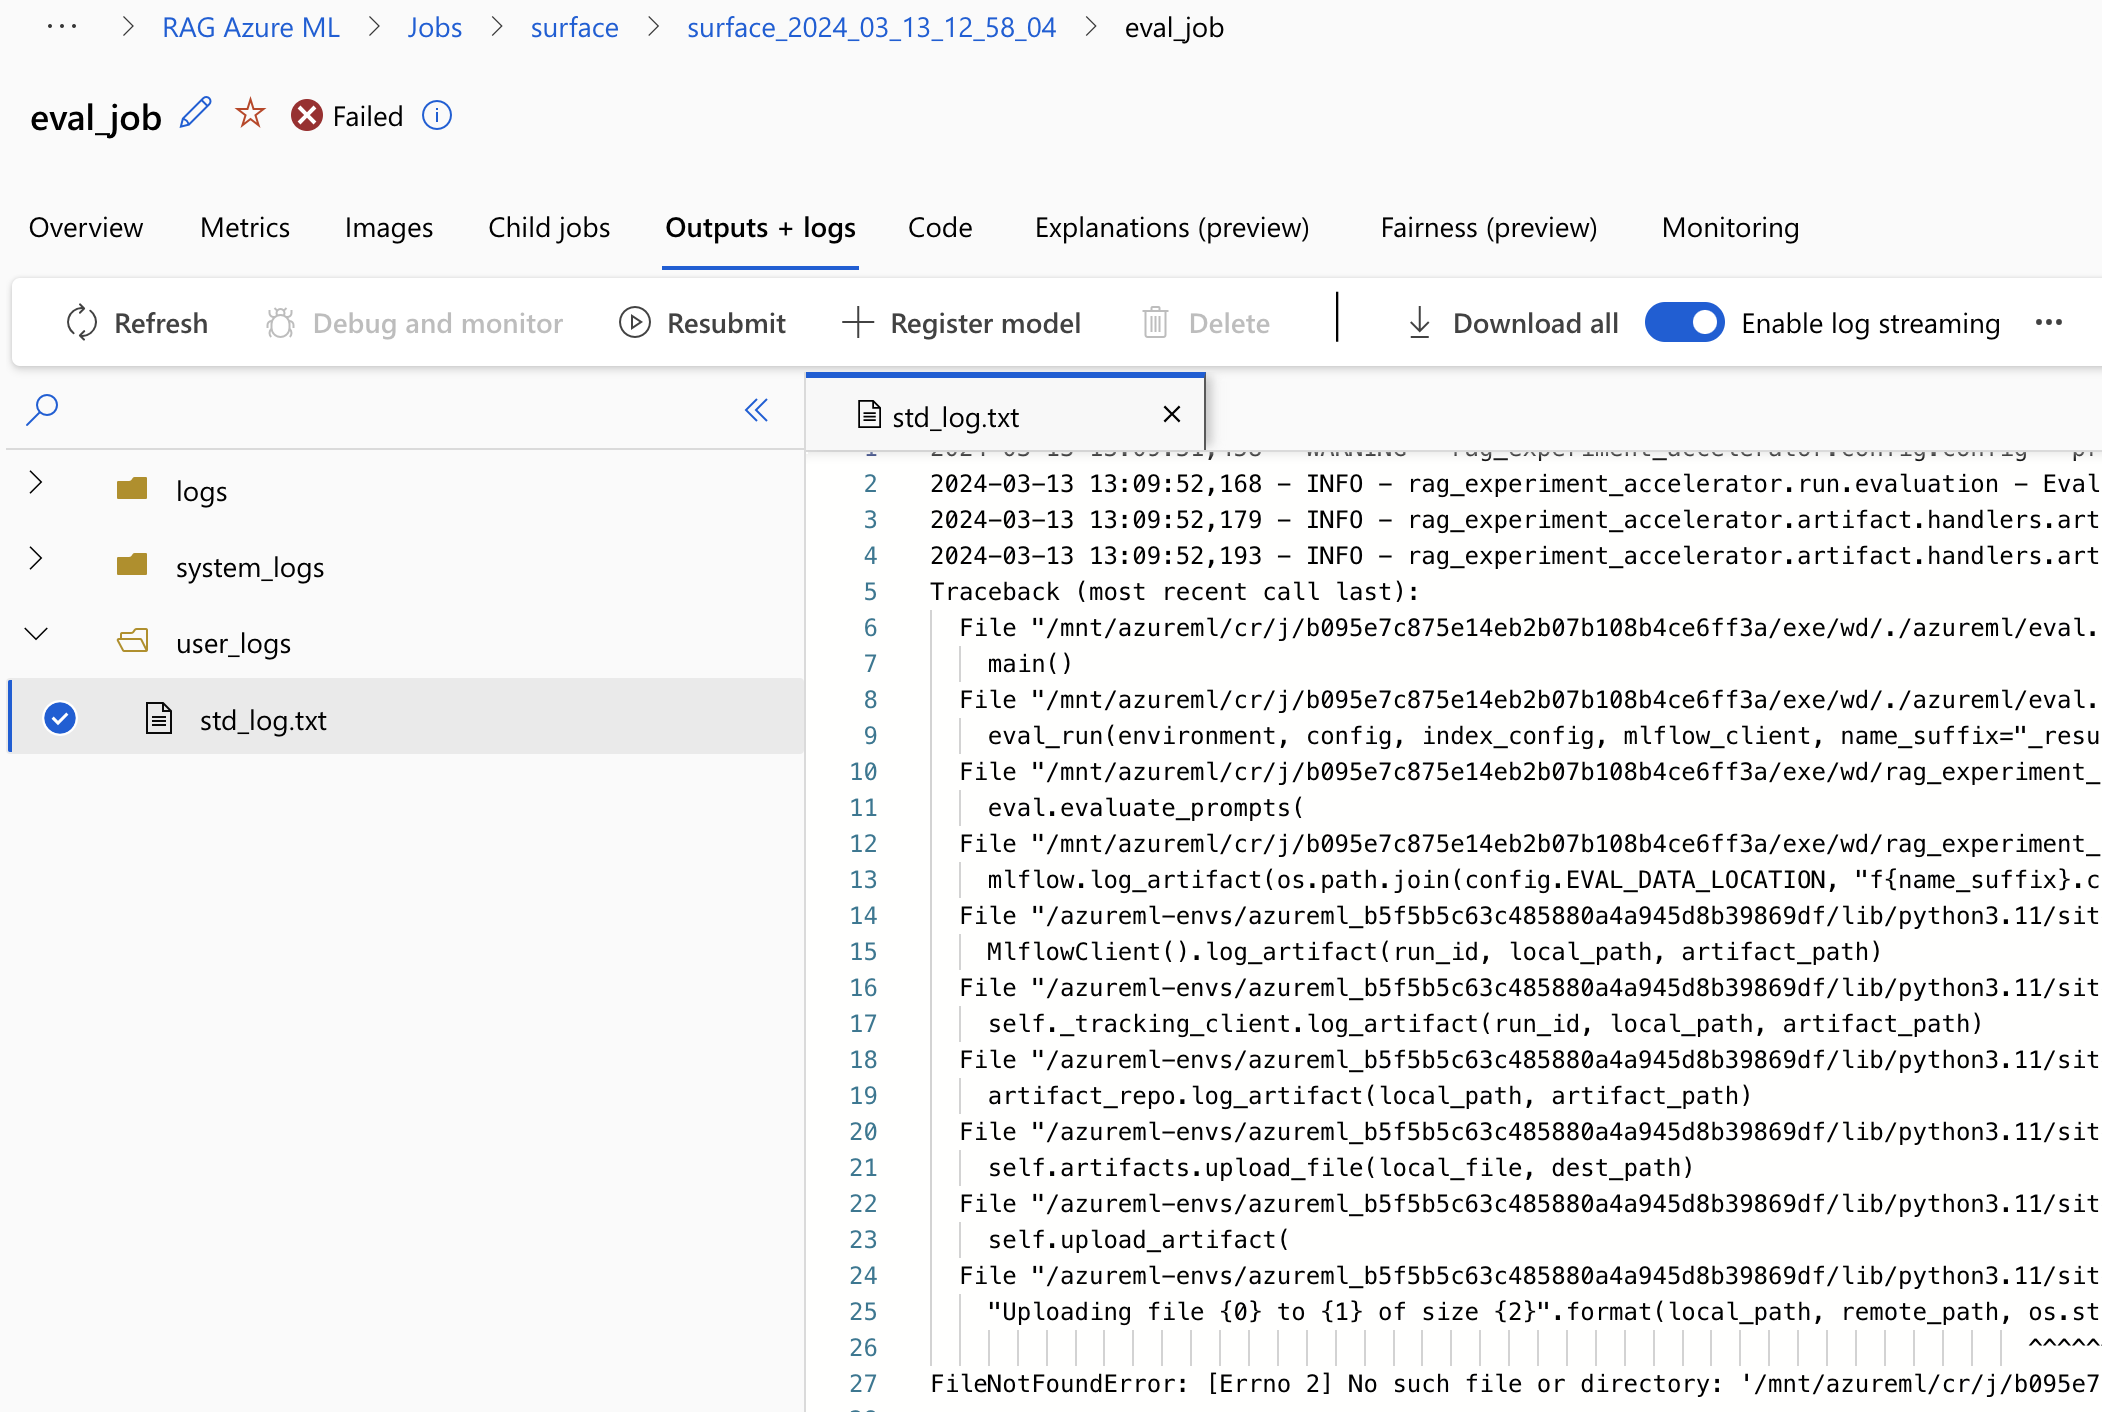 ... > RAG Azure ML > Jobs > surface > surface_2024_03_13_12_58_04 > eval_job
eval_job Failed
Overview Metrics Images Child jobs Outputs + logs Code Explanations (preview) Fairness (preview) Monitoring
Refresh Debug and monitor Resubmit + Register model Delete Download all Enable log streaming ...
std_log.txt
logs
system_logs
user_logs
std_log.txt
2 2024-03-13 13:09:52,168 - INFO - rag_experiment_accelerator.run.evaluation - Eval
3 2024-03-13 13:09:52,179 - INFO - rag_experiment_accelerator.artifact.handlers.art
4 2024-03-13 13:09:52,193 - INFO - rag_experiment_accelerator.artifact.handlers.art
5 Traceback (most recent call last):
6 File "/mnt/azureml/cr/j/b095e7c875e14eb2b07b108b4ce6ff3a/exe/wd/./azureml/eval.
7 main()
8 File "/mnt/azureml/cr/j/b095e7c875e14eb2b07b108b4ce6ff3a/exe/wd/./azureml/eval.
9 eval_run(environment, config, index_config, mlflow_client, name_suffix="_resu
10 File "/mnt/azureml/cr/j/b095e7c875e14eb2b07b108b4ce6ff3a/exe/wd/rag_experiment_
11 eval.evaluate_prompts(
12 File "/mnt/azureml/cr/j/b095e7c875e14eb2b07b108b4ce6ff3a/exe/wd/rag_experiment_
13 mlflow.log_artifact(os.path.join(config.EVAL_DATA_LOCATION, "f{name_suffix}.c
14 File "/azureml-envs/azureml_b5f5b5c63c485880a4a945d8b39869df/lib/python3.11/sit
15 MlflowClient().log_artifact(run_id, local_path, artifact_path)
16 File "/azureml-envs/azureml_b5f5b5c63c485880a4a945d8b39869df/lib/python3.11/sit
17 self._tracking_client.log_artifact(run_id, local_path, artifact_path)
18 File "/azureml-envs/azureml_b5f5b5c63c485880a4a945d8b39869df/lib/python3.11/sit
19 artifact_repo.log_artifact(local_path, artifact_path)
20 File "/azureml-envs/azureml_b5f5b5c63c485880a4a945d8b39869df/lib/python3.11/sit
21 self.artifacts.upload_file(local_file, dest_path)
22 File "/azureml-envs/azureml_b5f5b5c63c485880a4a945d8b39869df/lib/python3.11/sit
23 self.upload_artifact(
24 File "/azureml-envs/azureml_b5f5b5c63c485880a4a945d8b39869df/lib/python3.11/sit
25 "Uploading file {0} to {1} of size {2}".format(local_path, remote_path, os.st
26 ^^^^^^
27 FileNotFoundError: [Errno 2] No such file or directory: '/mnt/azureml/cr/j/b095e7